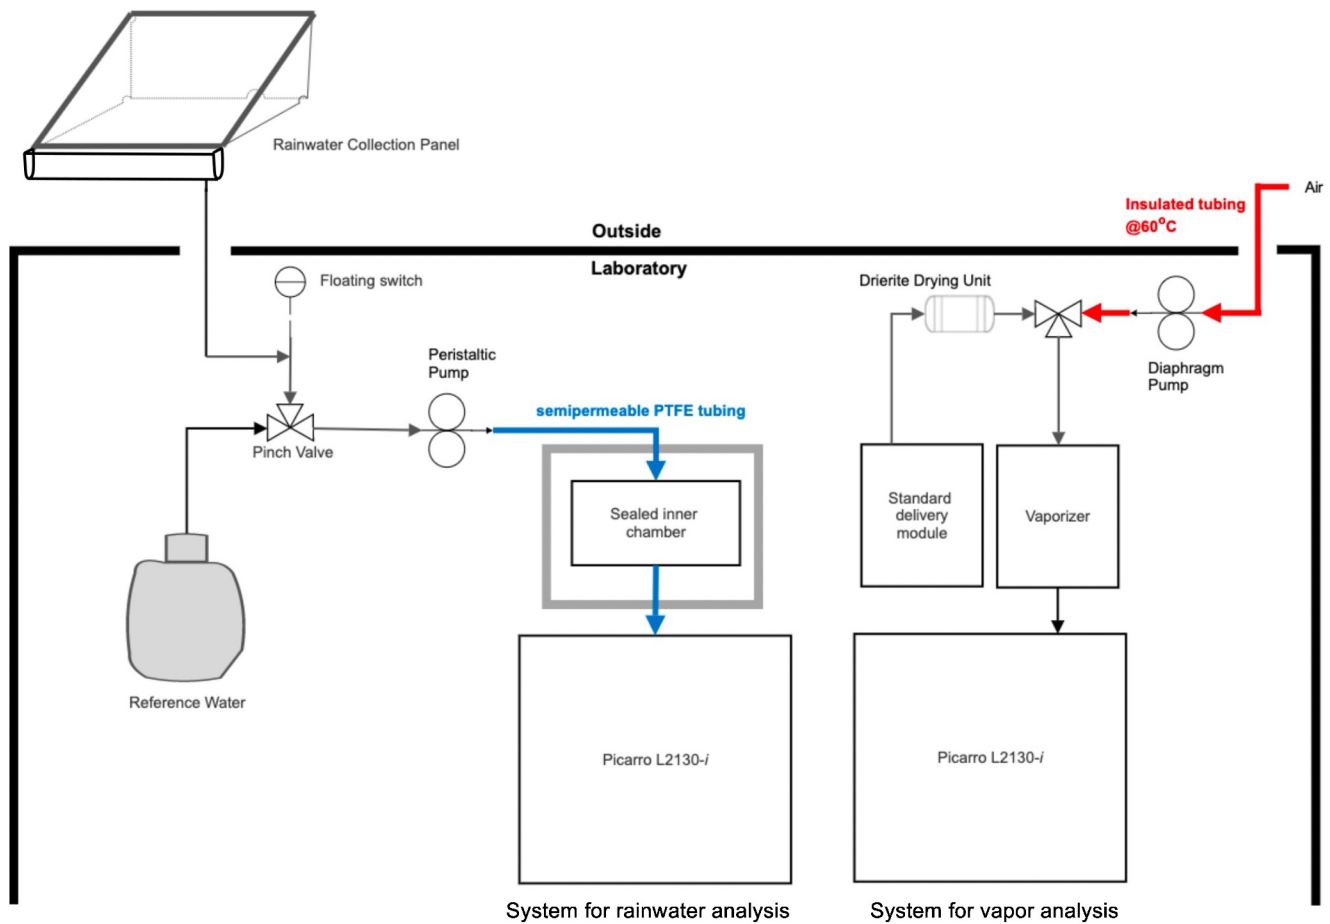 Rainwater Collection Panel
Air
Insulated tubing
@60°C
Outside
Laboratory
Floating switch
Drierite Drying Unit
Peristaltic
Pump
Diaphragm
Pump
semipermeable PTFE tubing
Pinch Valve
Sealed inner
chamber
Standard
delivery
module
Vaporizer
Reference Water
Picarro L2130-i
Picarro L2130-i
System for rainwater analysis
System for vapor analysis